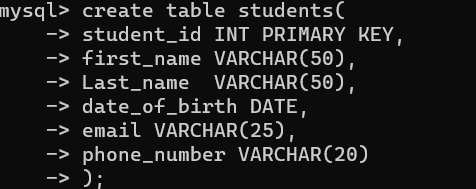 mysql> create table students(
    -> student_id INT PRIMARY KEY,
    -> first_name VARCHAR(50),
    -> Last_name  VARCHAR(50),
    -> date_of_birth DATE,
    -> email VARCHAR(25),
    -> phone_number VARCHAR(20)
    -> );